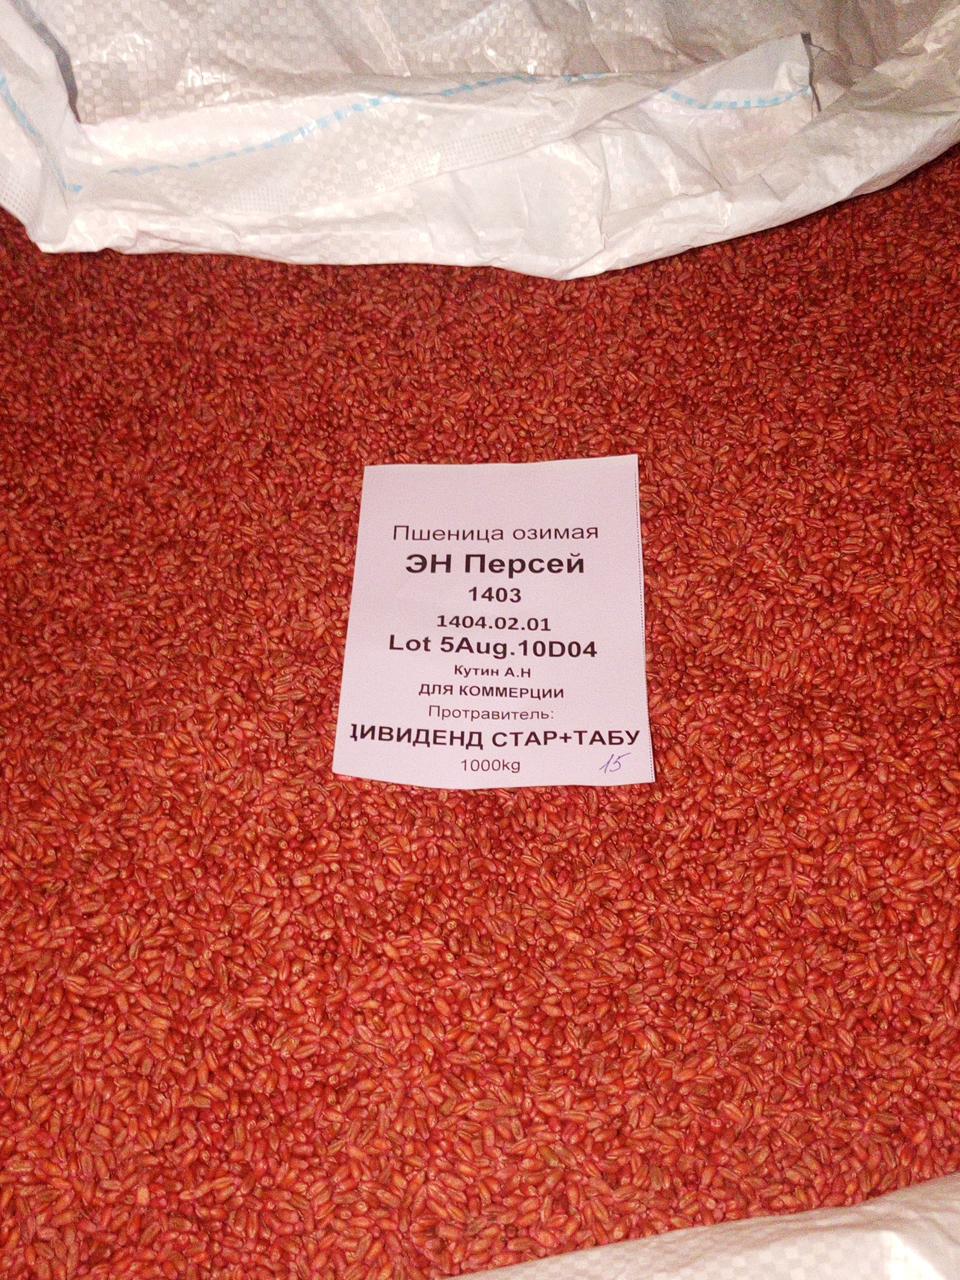 Пшеница озимая
ЭН Персей
1403
1404.02.01
Lot 5Aug.10D04
Кутин А.Н
ДЛЯ КОММЕРЦИИ
Протравитель:
ДИВИДЕНД СТАР+ТАБУ
1000kg 15